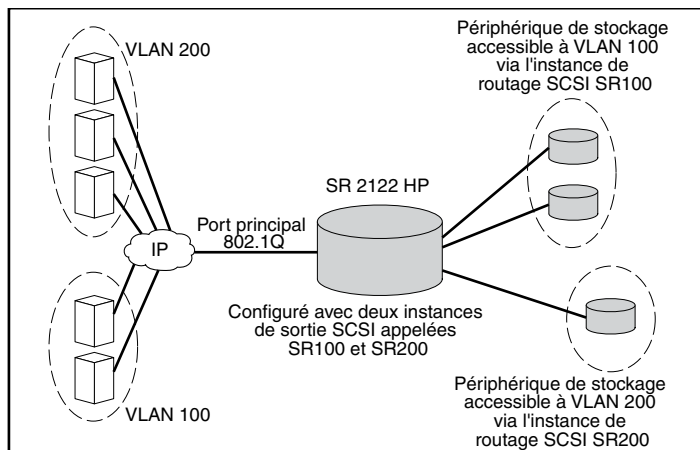 VLAN 200
Périphérique de stockage
accessible à VLAN 100
via l'instance de
routage SCSI SR100
SR 2122 HP
Port principal
802.1Q
IP
Configuré avec deux instances
de sortie SCSI appelées
SR100 et SR200
VLAN 100
Périphérique de stockage
accessible à VLAN 200
via l'instance de
routage SCSI SR200